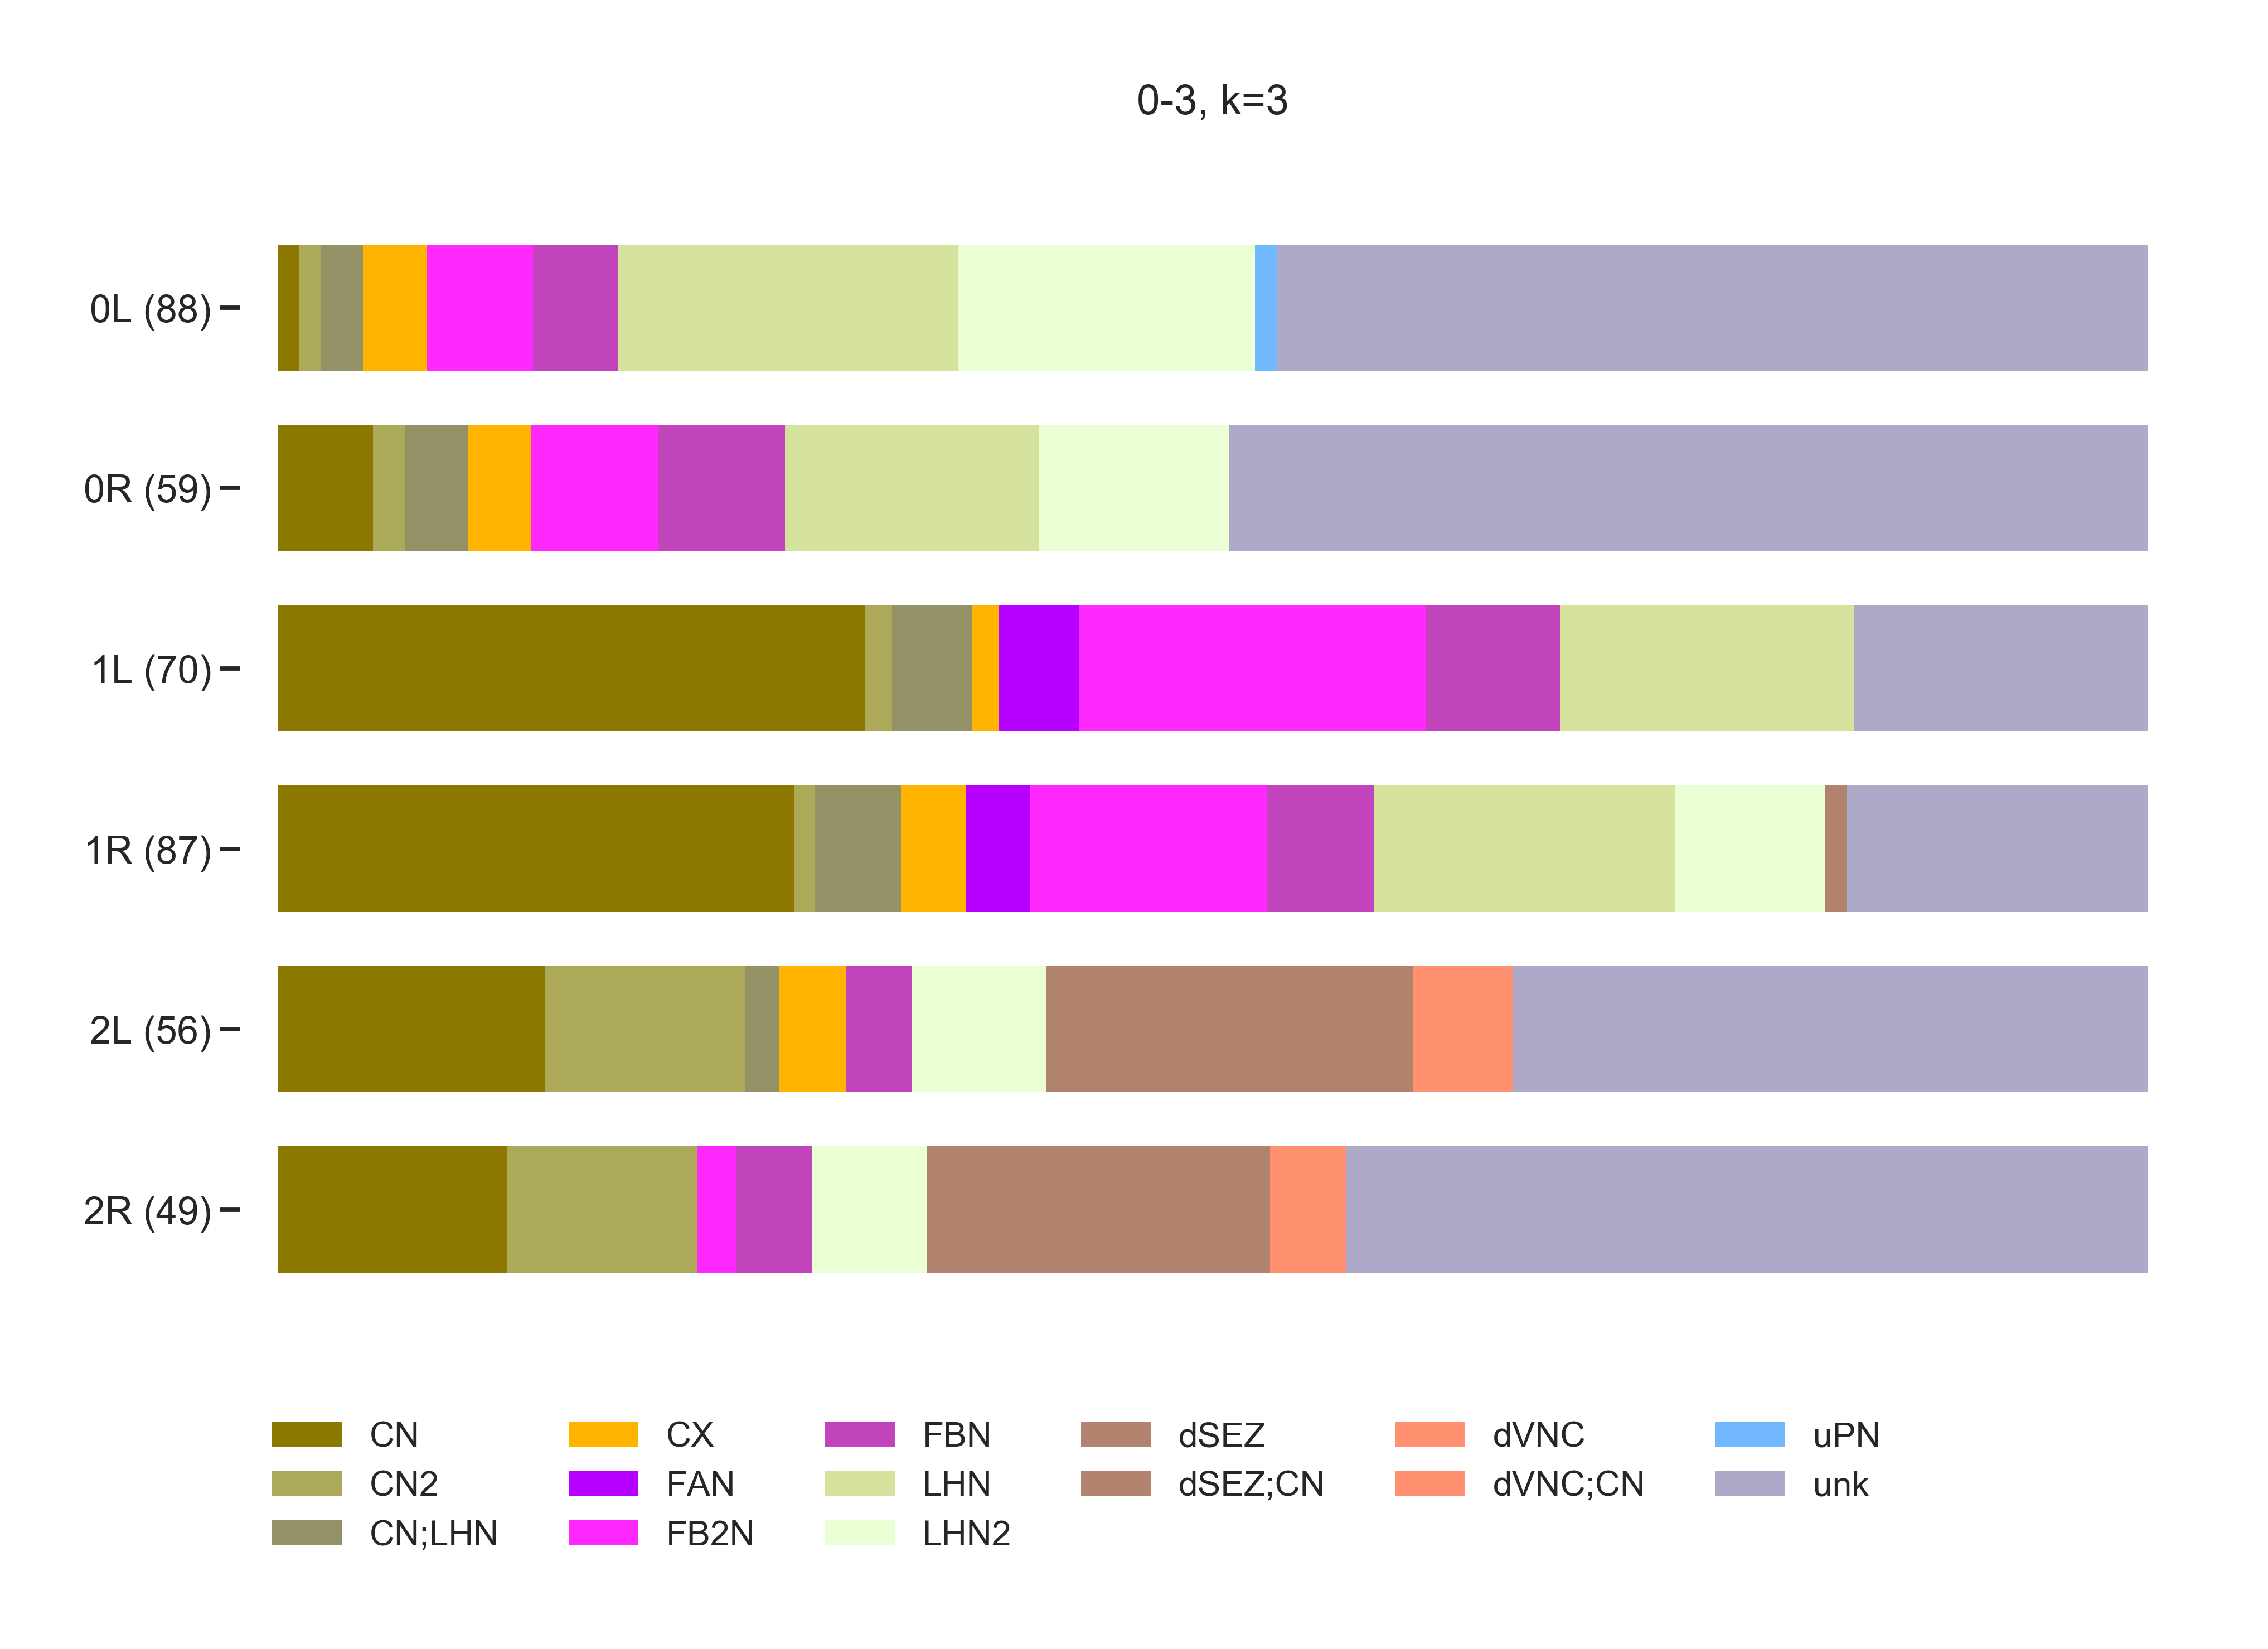 0-3, k=3
0L (88)
0R (59)
1L (70)
1R (87)
2L (56)
2R (49)
CN CX FBN dSEZ dVNC uPN
CN2 FAN LHN dSEZ;CN dVNC;CN unk
CN;LHN FB2N LHN2